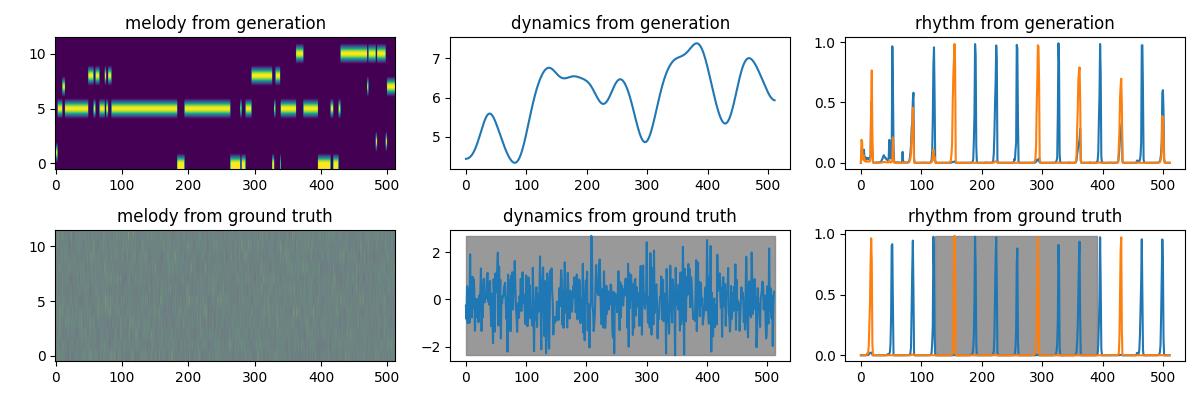 melody from generation
10
5
0
0 100 200 300 400 500
dynamics from generation
7
6
5
0 100 200 300 400 500
rhythm from generation
1.0
0.5
0.0
0 100 200 300 400 500
melody from ground truth
10
5
0
0 100 200 300 400 500
dynamics from ground truth
2
0
−2
0 100 200 300 400 500
rhythm from ground truth
1.0
0.5
0.0
0 100 200 300 400 500